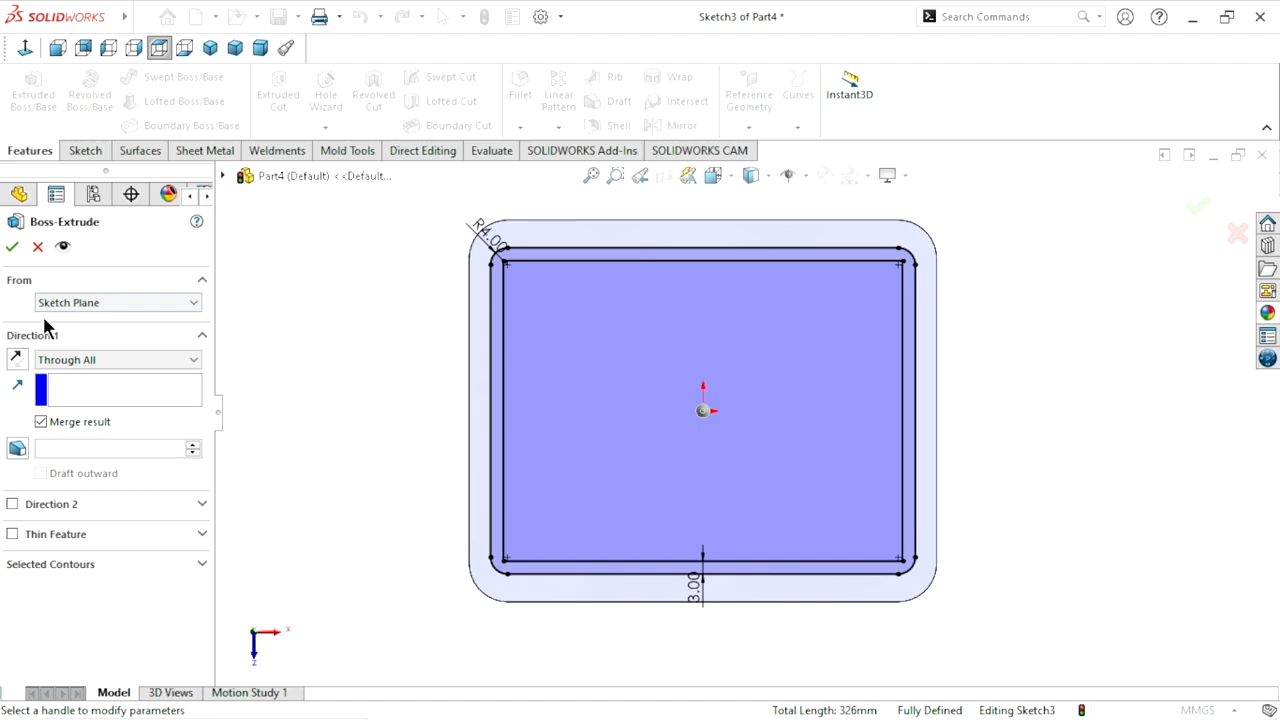 SOLIDWORKS
Sketch3 of Part4 *
Search Commands
Extruded Boss/Base
Revolved Boss/Base
Swept Boss/Base
Lofted Boss/Base
Boundary Boss/Base
Extruded Cut
Hole Wizard
Revolved Cut
Swept Cut
Lofted Cut
Boundary Cut
Fillet
Linear Pattern
Rib
Draft
Shell
Wrap
Intersect
Mirror
Reference Geometry
Curves
Instant3D
Features
Sketch
Surfaces
Sheet Metal
Weldments
Mold Tools
Direct Editing
Evaluate
SOLIDWORKS Add-Ins
SOLIDWORKS CAM
Part4 (Default) <<Default...
Boss-Extrude
From
Sketch Plane
Direction 1
Through All
Merge result
Draft outward
Direction 2
Thin Feature
Selected Contours
R4.00
3.00
x
z
Model
3D Views
Motion Study 1
Select a handle to modify parameters
Total Length: 326mm
Fully Defined
Editing Sketch3
MMGS